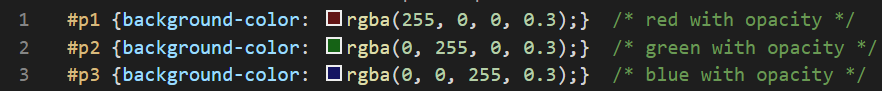 1 #p1 {background-color: rgba(255, 0, 0, 0.3);} /* red with opacity */
2 #p2 {background-color: rgba(0, 255, 0, 0.3);} /* green with opacity */
3 #p3 {background-color: rgba(0, 0, 255, 0.3);} /* blue with opacity */